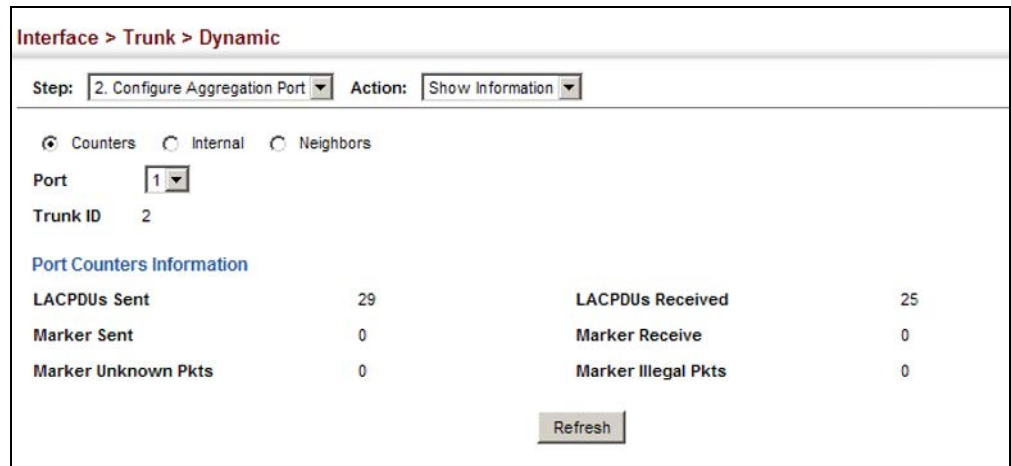 Interface > Trunk > Dynamic
Step: 2. Configure Aggregation Port Action: Show Information
Counters Internal Neighbors
Port 1
Trunk ID 2
Port Counters Information
LACPDUs Sent 29 LACPDUs Received 25
Marker Sent 0 Marker Receive 0
Marker Unknown Pkts 0 Marker Illegal Pkts 0
Refresh